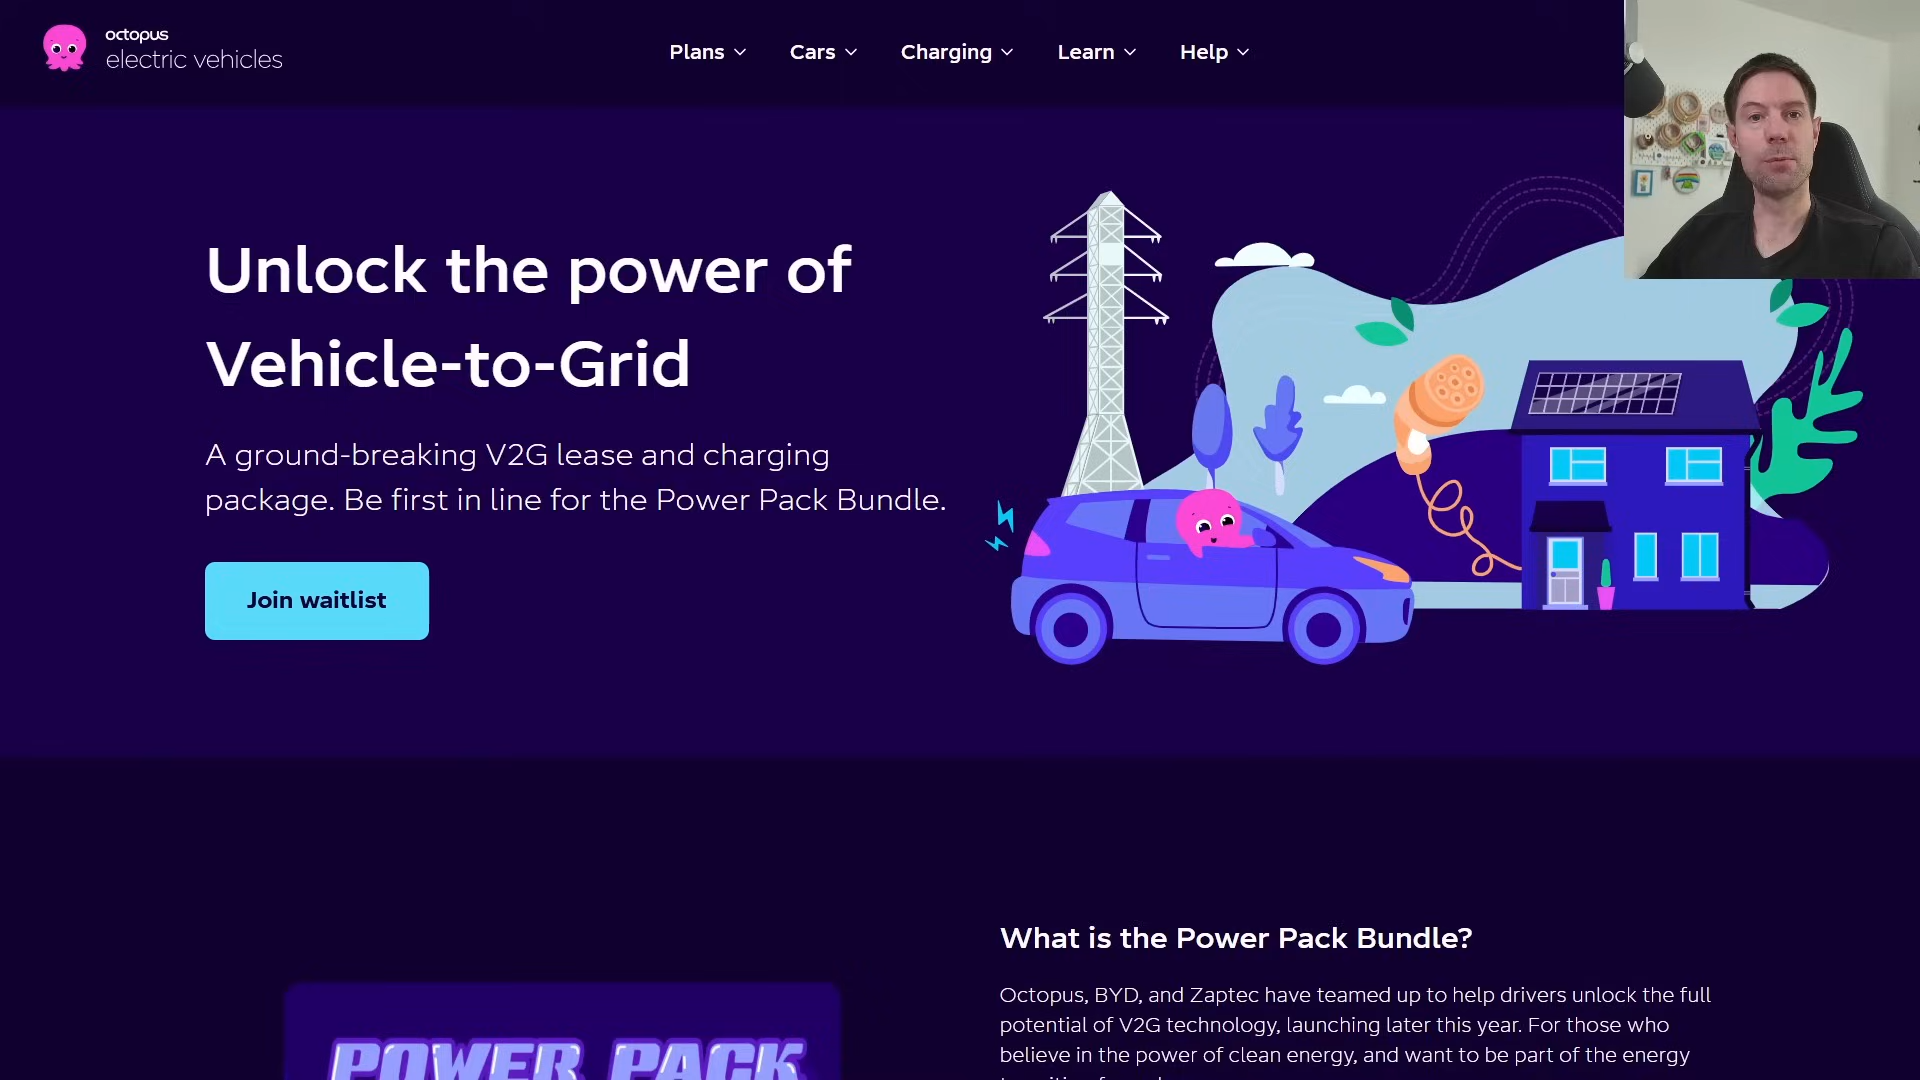 octopus
electric vehicles
Plans
Cars
Charging
Learn
Help
Unlock the power of
Vehicle-to-Grid
A ground-breaking V2G lease and charging
package. Be first in line for the Power Pack Bundle.
Join waitlist
What is the Power Pack Bundle?
Octopus, BYD, and Zaptec have teamed up to help drivers unlock the full
potential of V2G technology, launching later this year. For those who
believe in the power of clean energy, and want to be part of the energy
POWER PACK